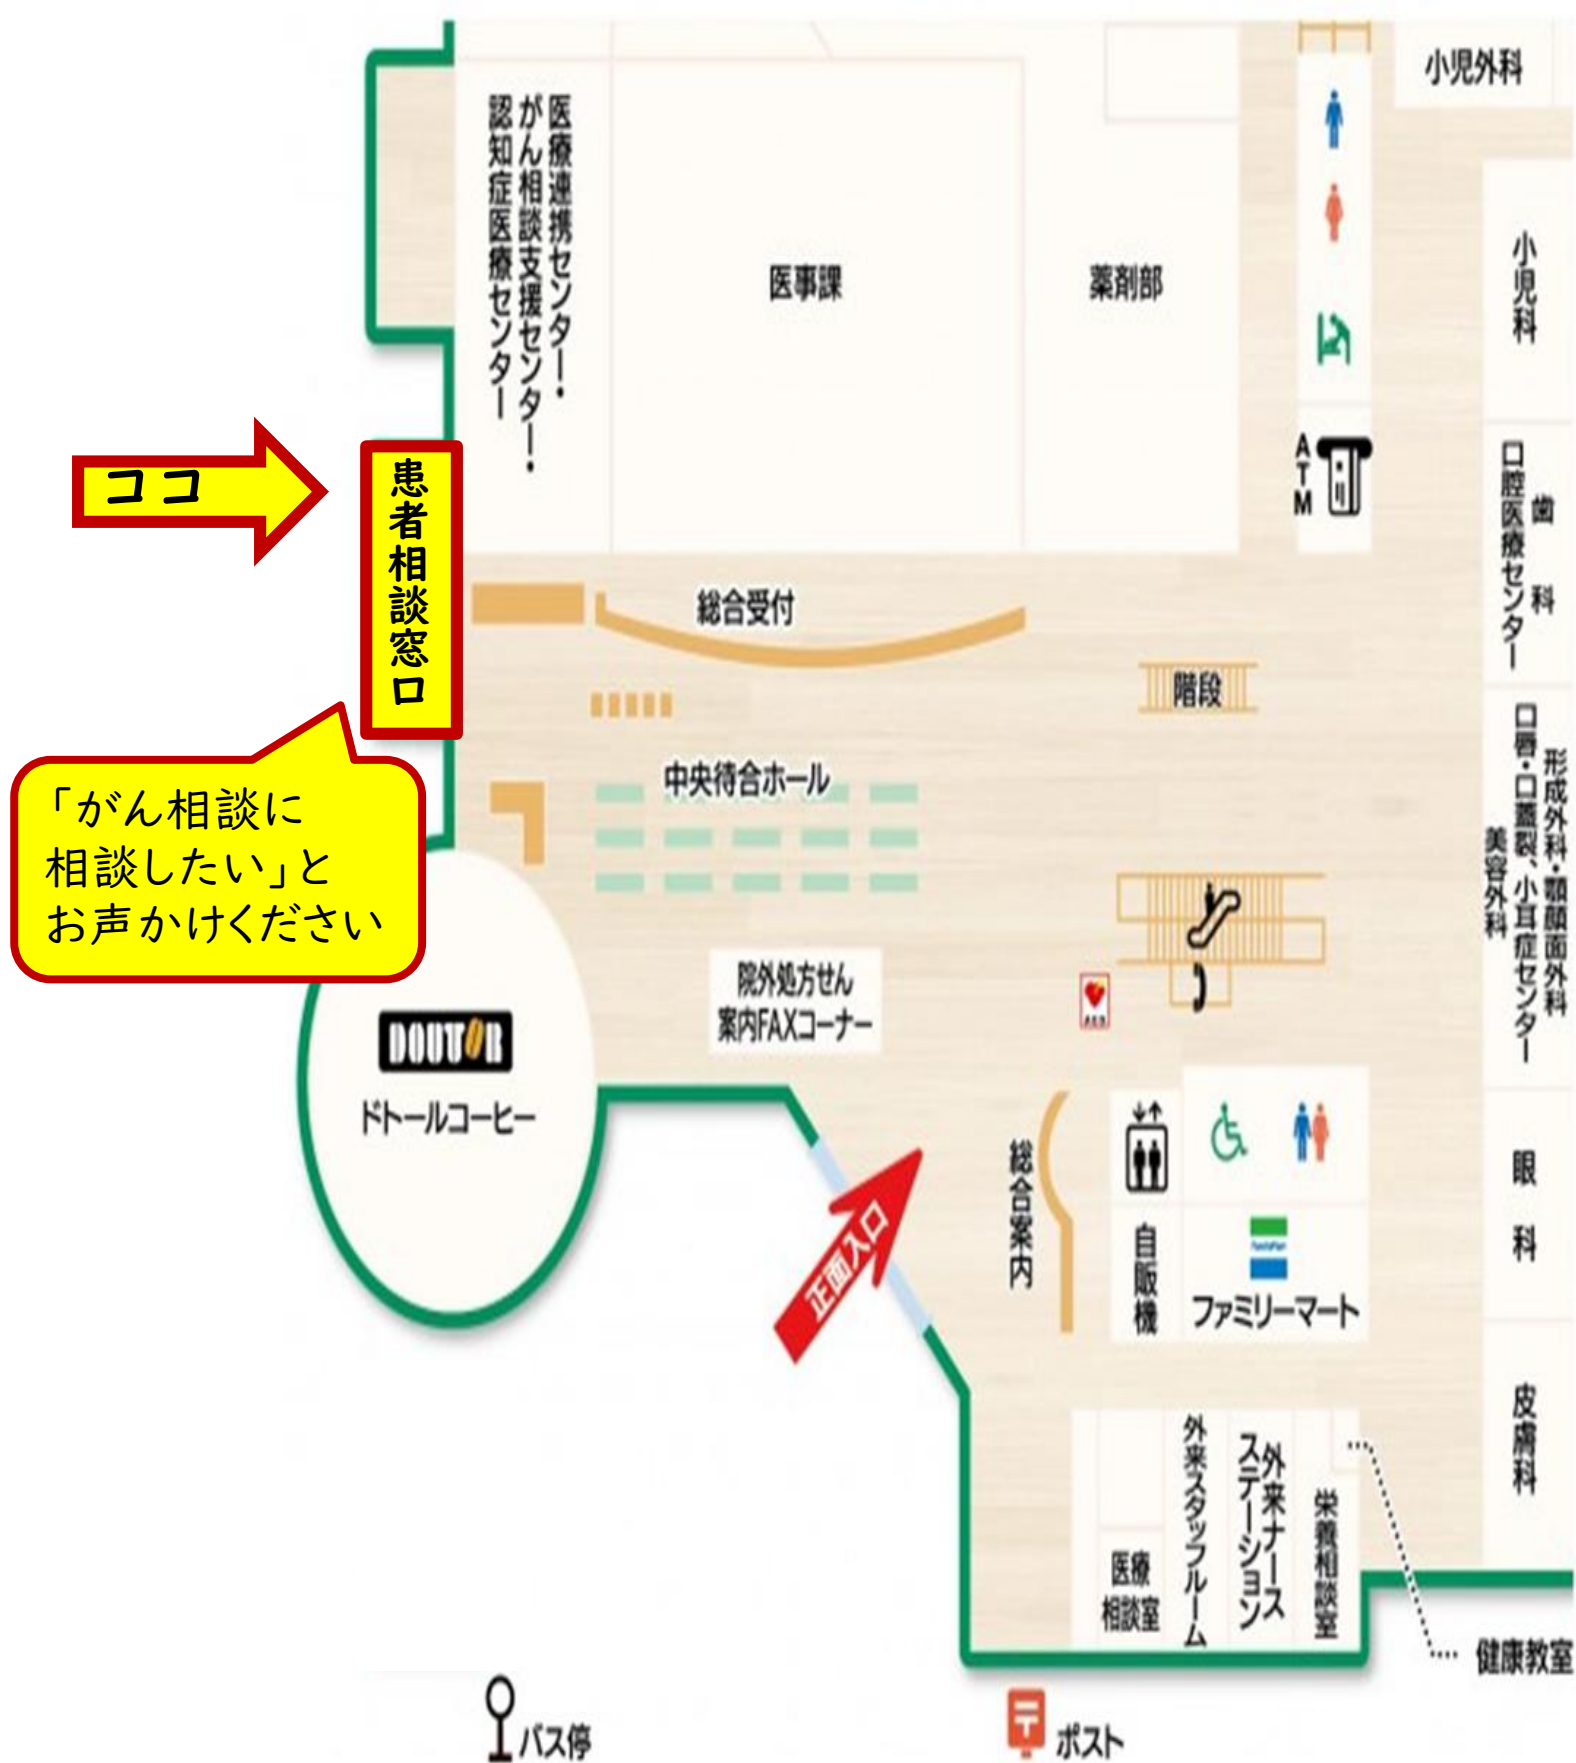 小児外科
医療連携センター・
がん相談支援センター・
認知症医療センター
医事課
薬剤部
小児科
ATM
歯科
口腔医療センター
ココ
患者相談窓口
総合受付
階段
形成外科・顎顔面外科
口唇・口蓋裂、小耳症センター
美容外科
中央待合ホール
「がん相談に
相談したい」と
お声かけください
院外処方せん
案内FAXコーナー
DOUTOR
ドトールコーヒー
総合案内
眼科
正面入口
自販機
FamilyMart
ファミリーマート
皮膚科
医療
相談室
外来スタッフルーム
外来ナース
ステーション
栄養相談室
健康教室
バス停
ポスト